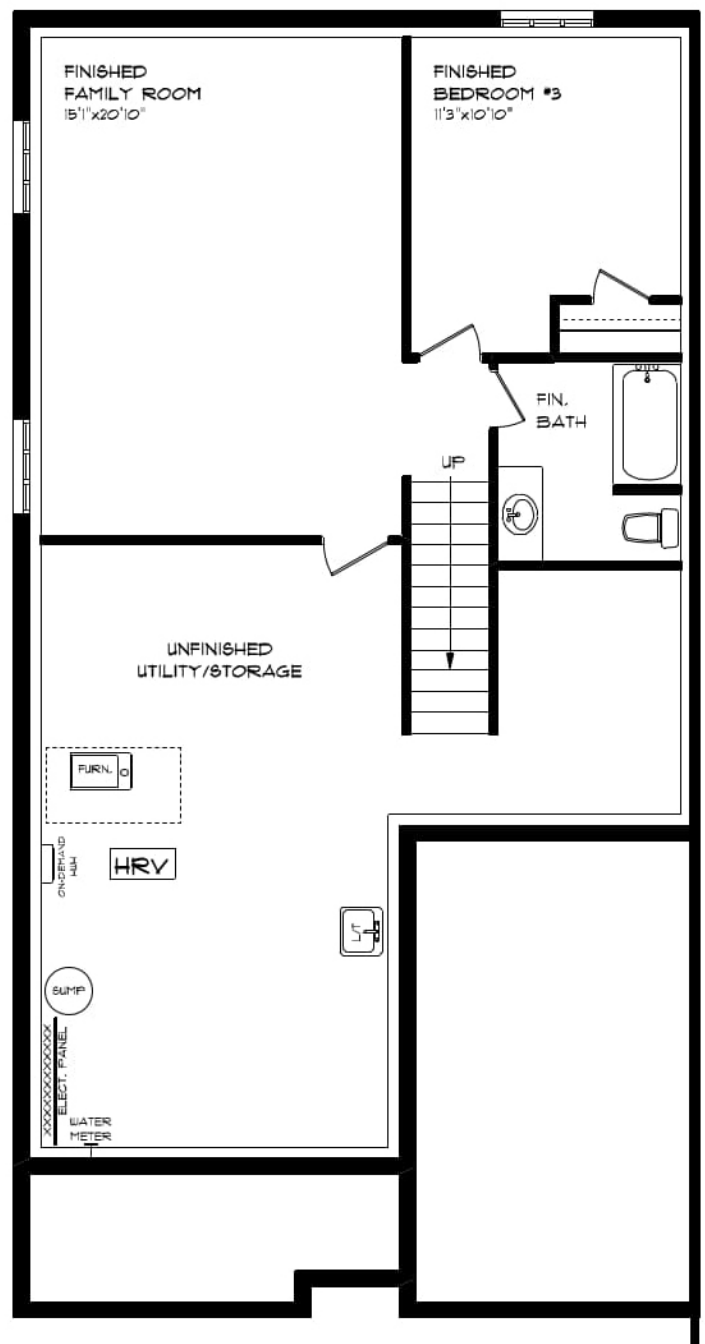 FINISHED
FAMILY ROOM
15'1"x20'10"
FINISHED
BEDROOM #3
11'3"x10'10"
FIN.
BATH
UP
UNFINISHED
UTILITY/STORAGE
FURN.
ON-DEMAND
HWH
HRV
L/T
SUMP
XXXXXXXXXXXXX
ELECT. PANEL
WATER
METER